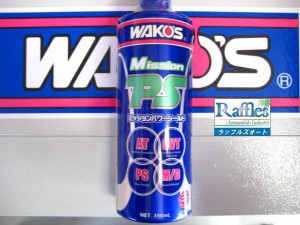 WAKO'S
WAKO'S ®
Mission
PS
ミッションパワーシールド
Raffles
Automobile Industry
ラッフルズオート
AT CVT
PS M/D
NET. 350mL